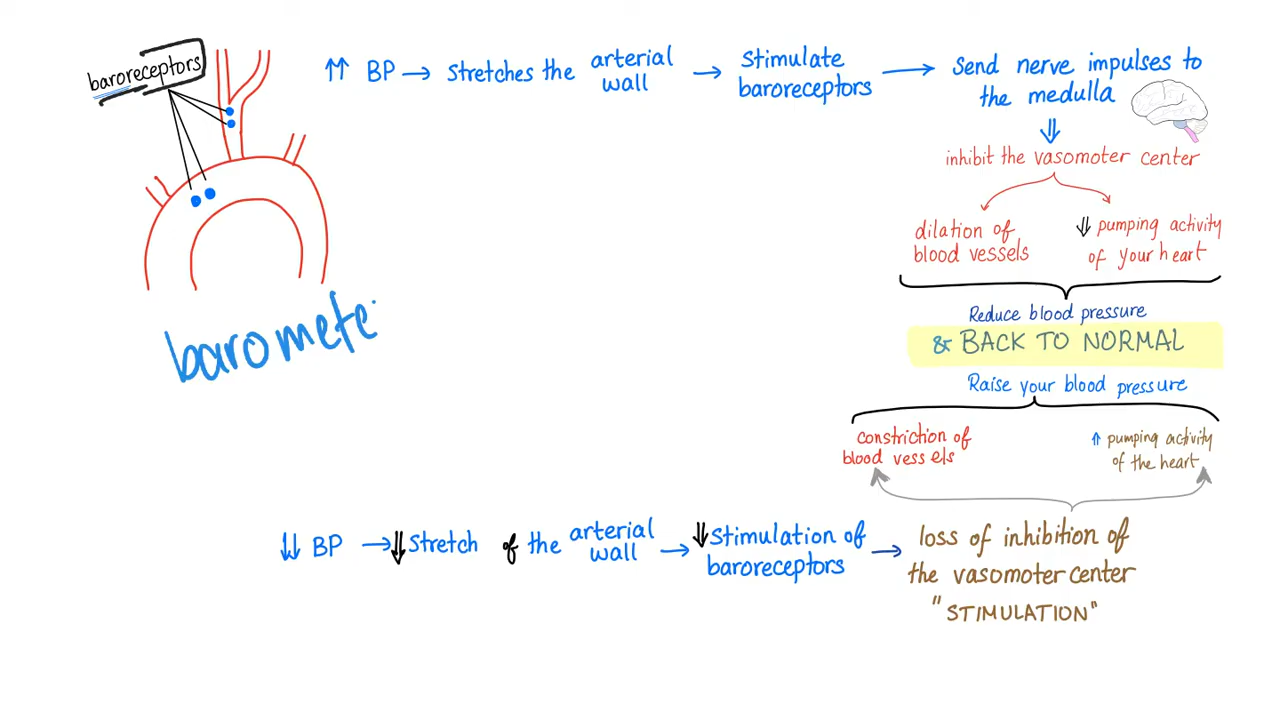 baroreceptors
↑↑ BP → stretches the arterial wall → stimulate baroreceptors → send nerve impulses to the medulla
⇓
inhibit the vasomoter center
dilation of blood vessels
⇓ pumping activity of your heart
Reduce blood pressure
& BACK TO NORMAL
Raise your blood pressure
constriction of blood vessels
↑ pumping activity of the heart
baromete
↓↓ BP → ⇓ stretch of the arterial wall → ⇓ stimulation of baroreceptors → loss of inhibition of the vasomoter center
"STIMULATION"